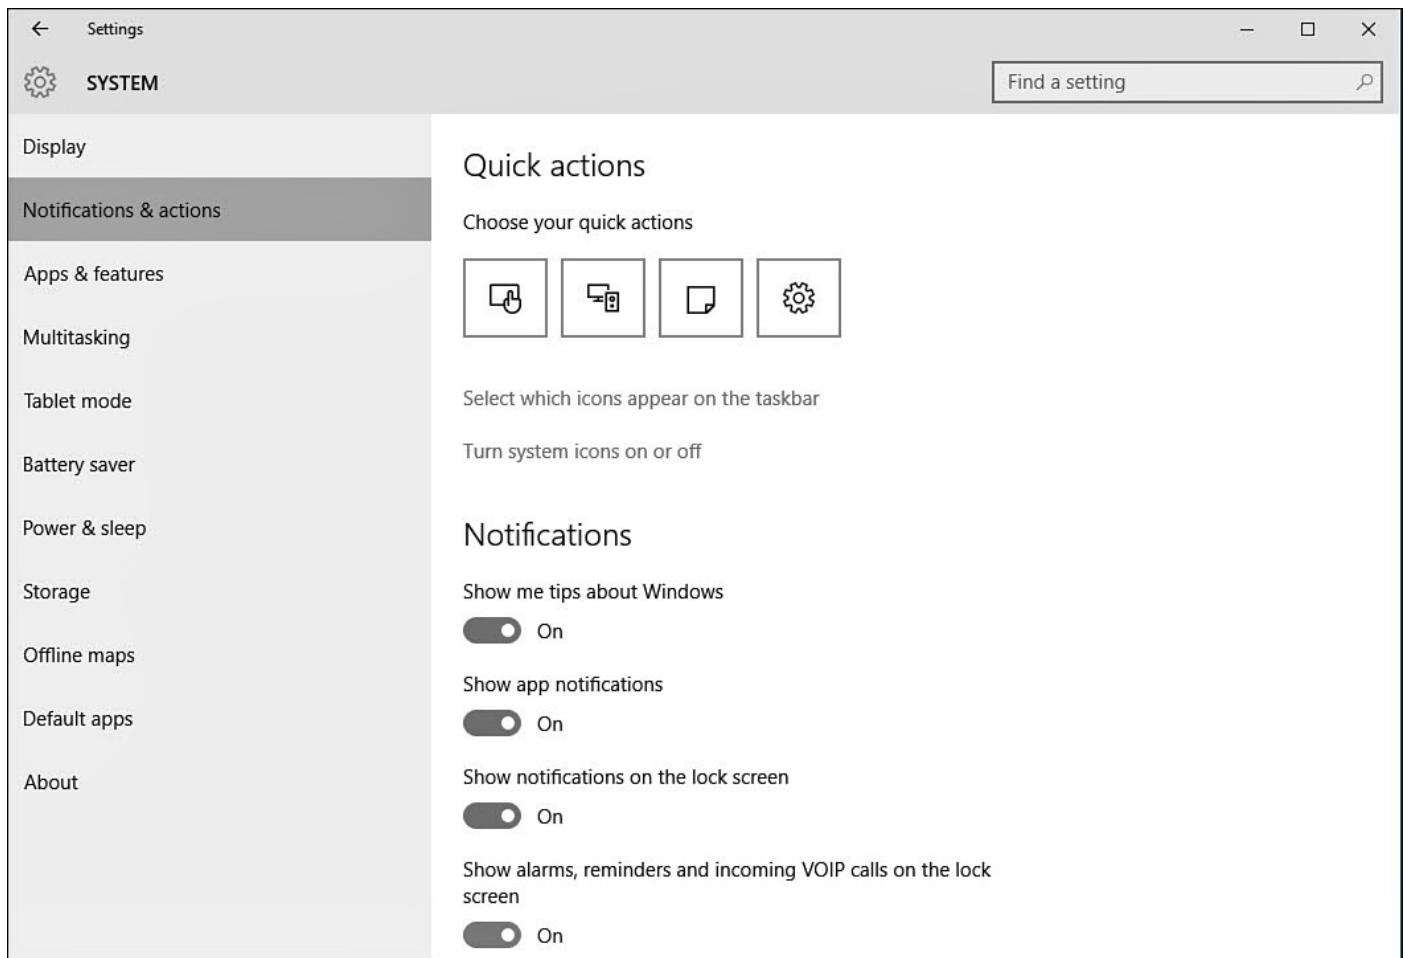 Settings
SYSTEM
Find a setting
Display
Notifications & actions
Apps & features
Multitasking
Tablet mode
Battery saver
Power & sleep
Storage
Offline maps
Default apps
About
Quick actions
Choose your quick actions
Select which icons appear on the taskbar
Turn system icons on or off
Notifications
Show me tips about Windows
On
Show app notifications
On
Show notifications on the lock screen
On
Show alarms, reminders and incoming VOIP calls on the lock
screen
On